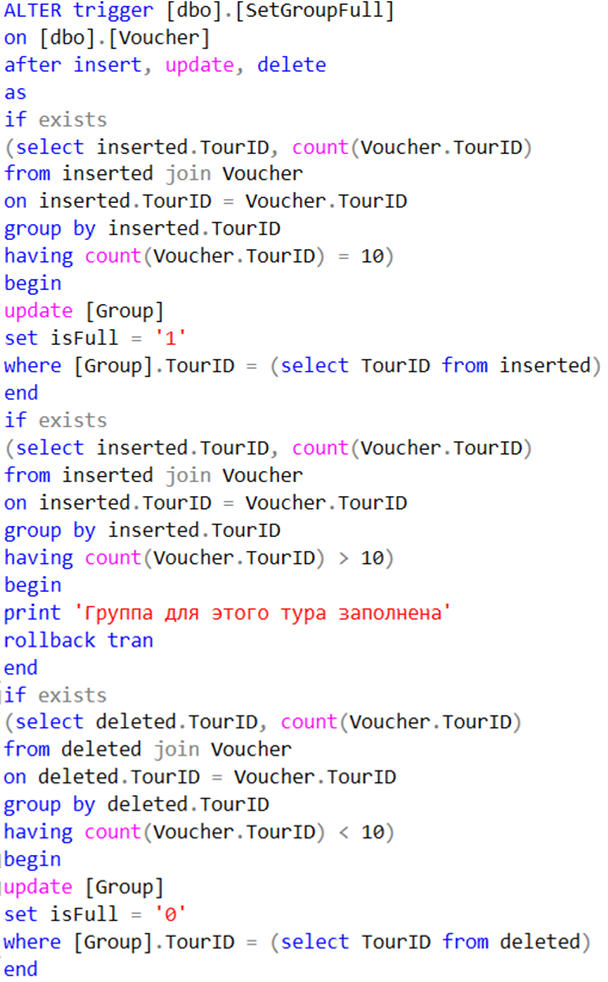 ALTER trigger [dbo].[SetGroupFull]
on [dbo].[Voucher]
after insert, update, delete
as
if exists
(select inserted.TourID, count(Voucher.TourID)
from inserted join Voucher
on inserted.TourID = Voucher.TourID
group by inserted.TourID
having count(Voucher.TourID) = 10)
begin
update [Group]
set isFull = '1'
where [Group].TourID = (select TourID from inserted)
end
if exists
(select inserted.TourID, count(Voucher.TourID)
from inserted join Voucher
on inserted.TourID = Voucher.TourID
group by inserted.TourID
having count(Voucher.TourID) > 10)
begin
print 'Группа для этого тура заполнена'
rollback tran
end
if exists
(select deleted.TourID, count(Voucher.TourID)
from deleted join Voucher
on deleted.TourID = Voucher.TourID
group by deleted.TourID
having count(Voucher.TourID) < 10)
begin
update [Group]
set isFull = '0'
where [Group].TourID = (select TourID from deleted)
end